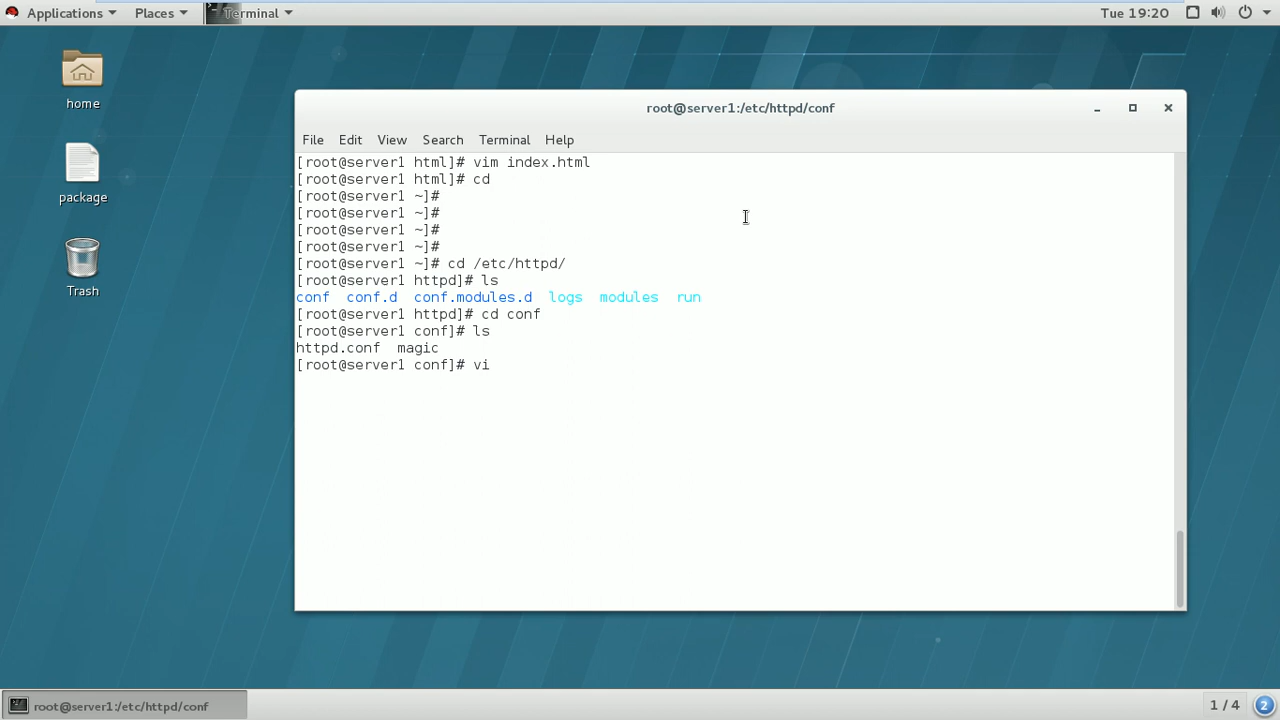 Applications Places Terminal Tue 19:20
home
package
Trash
root@server1:/etc/httpd/conf
File Edit View Search Terminal Help
[root@server1 html]# vim index.html
[root@server1 html]# cd
[root@server1 ~]#
[root@server1 ~]#
[root@server1 ~]#
[root@server1 ~]#
[root@server1 ~]# cd /etc/httpd/
[root@server1 httpd]# ls
conf  conf.d  conf.modules.d  logs  modules  run
[root@server1 httpd]# cd conf
[root@server1 conf]# ls
httpd.conf  magic
[root@server1 conf]# vi
root@server1:/etc/httpd/conf 1 / 4 2